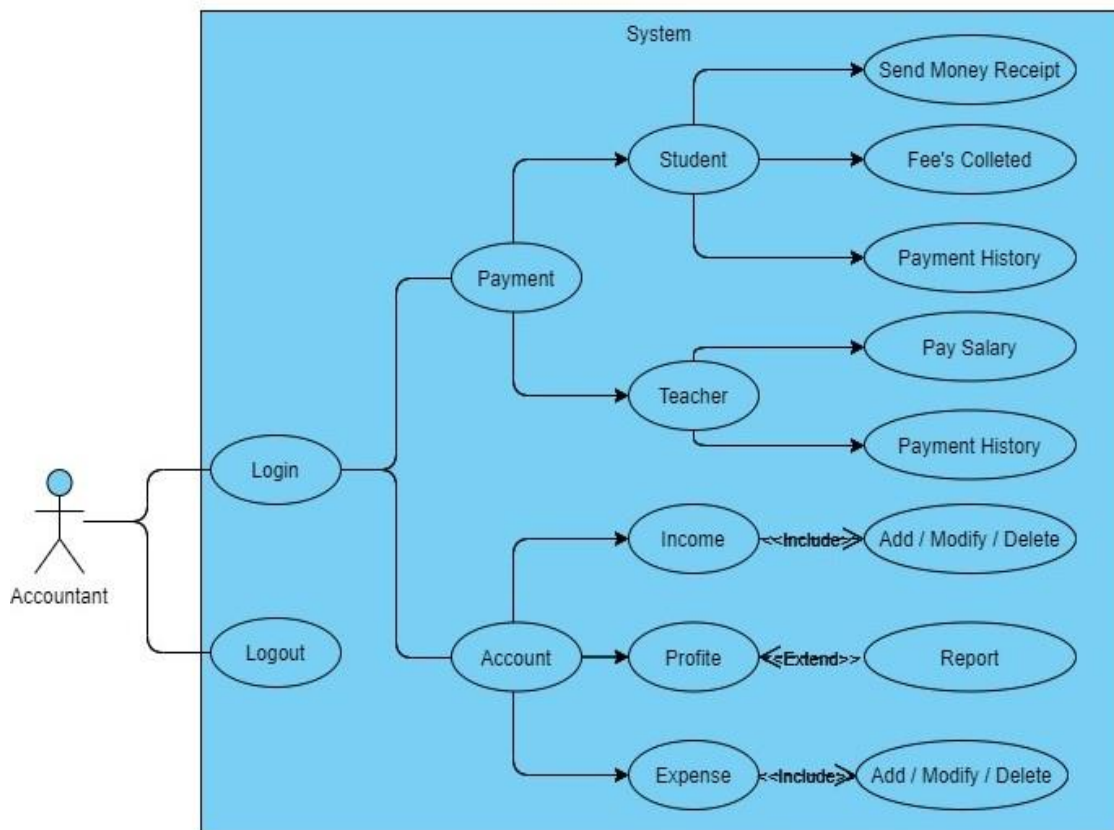 System
Send Money Receipt
Student
Fee's Colleted
Payment History
Payment
Pay Salary
Teacher
Payment History
Login
Income
<<Include>>
Add / Modify / Delete
Accountant
Logout
Account
Profite
<<Extend>>
Report
Expense
<<Include>>
Add / Modify / Delete